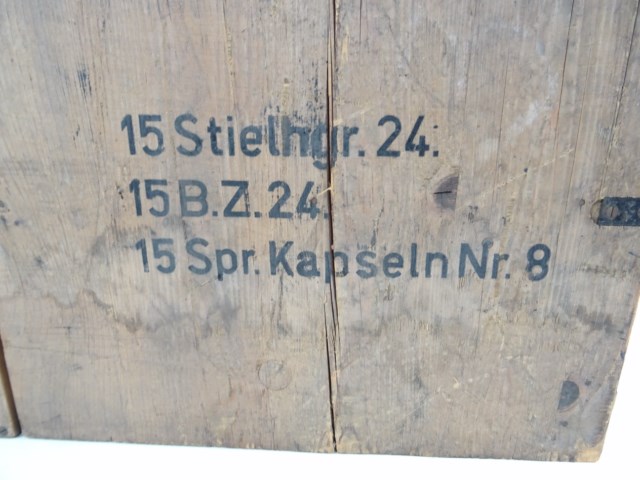 15 Stielhgr. 24.
15 B.Z. 24.
15 Spr. Kapseln Nr. 8